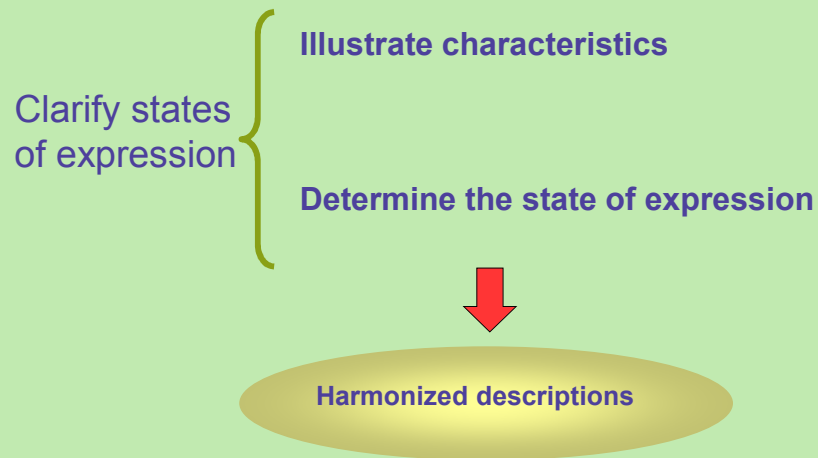 Illustrate characteristics
Clarify states
of expression
Determine the state of expression
Harmonized descriptions